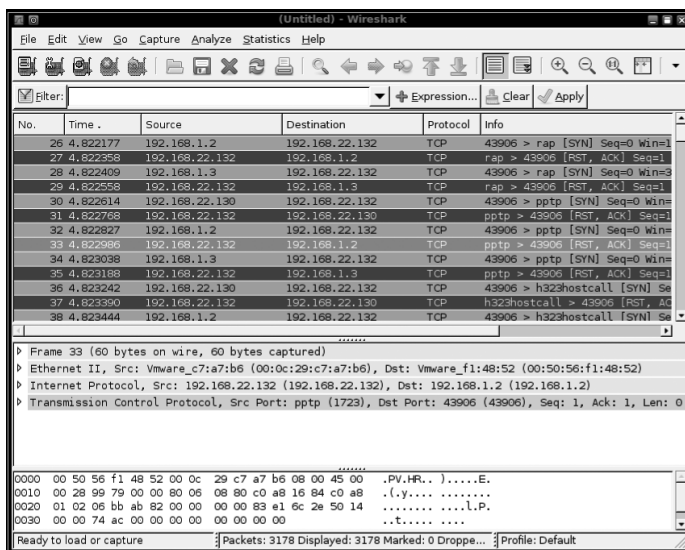 (Untitled) - Wireshark
File Edit View Go Capture Analyze Statistics Help
Filter: Expression... Clear Apply
No. Time . Source Destination Protocol Info
26 4.822177 192.168.1.2 192.168.22.132 TCP 43906 > rap [SYN] Seq=0 Win=1
27 4.822358 192.168.22.132 192.168.1.2 TCP rap > 43906 [RST, ACK] Seq=1
28 4.822409 192.168.1.3 192.168.22.132 TCP 43906 > rap [SYN] Seq=0 Win=3
29 4.822558 192.168.22.132 192.168.1.3 TCP rap > 43906 [RST, ACK] Seq=1
30 4.822614 192.168.22.130 192.168.22.132 TCP 43906 > pptp [SYN] Seq=0 Win=
31 4.822768 192.168.22.132 192.168.22.130 TCP pptp > 43906 [RST, ACK] Seq=1
32 4.822827 192.168.1.2 192.168.22.132 TCP 43906 > pptp [SYN] Seq=0 Win=
33 4.822986 192.168.22.132 192.168.1.2 TCP pptp > 43906 [RST, ACK] Seq=1
34 4.823038 192.168.1.3 192.168.22.132 TCP 43906 > pptp [SYN] Seq=0 Win=
35 4.823188 192.168.22.132 192.168.1.3 TCP pptp > 43906 [RST, ACK] Seq=1
36 4.823242 192.168.22.130 192.168.22.132 TCP 43906 > h323hostcall [SYN] Se
37 4.823390 192.168.22.132 192.168.22.130 TCP h323hostcall > 43906 [RST, AC
38 4.823444 192.168.1.2 192.168.22.132 TCP 43906 > h323hostcall [SYN] Se
Frame 33 (60 bytes on wire, 60 bytes captured)
Ethernet II, Src: Vmware_c7:a7:b6 (00:0c:29:c7:a7:b6), Dst: Vmware_f1:48:52 (00:50:56:f1:48:52)
Internet Protocol, Src: 192.168.22.132 (192.168.22.132), Dst: 192.168.1.2 (192.168.1.2)
Transmission Control Protocol, Src Port: pptp (1723), Dst Port: 43906 (43906), Seq: 1, Ack: 1, Len: 0
0000 00 50 56 f1 48 52 00 0c 29 c7 a7 b6 08 00 45 00 .PV.HR.. ).....E.
0010 00 28 99 79 00 00 80 06 08 80 c0 a8 16 84 c0 a8 .(.y.... ........
0020 01 02 06 bb ab 82 00 00 00 00 83 e1 6c 2e 50 14 ........ ....l.P.
0030 00 00 74 ac 00 00 00 00 00 00 00 00 ..t..... ....
Ready to load or capture Packets: 3178 Displayed: 3178 Marked: 0 Droppe... Profile: Default